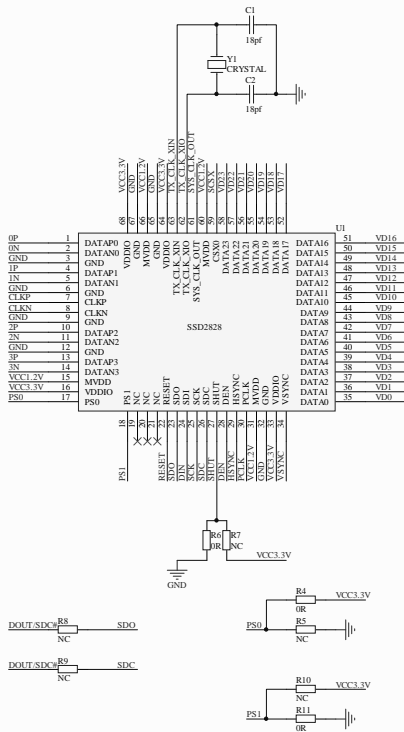 C1
18pf
Y1
CRYSTAL
C2
18pf
VCC3.3V
GND
VCC1.2V
GND
VCC3.3V
TX_CLK_XIN
TX_CLK_XIO
SYS_CLK_OUT
VCC1.2V
SCSX
VD23
VD22
VD21
VD20
VD19
VD18
VD17
68 67 66 65 64 63 62 61 60 59 58 57 56 55 54 53 52
U1
VDDIO
GND
MVDD
GND
VDDIO
TX_CLK_XIN
TX_CLK_XIO
SYS_CLK_OUT
MVDD
CSX0
DATA23
DATA22
DATA21
DATA20
DATA19
DATA18
DATA17
0P 1 DATAP0 DATA16 51 VD16
0N 2 DATAN0 DATA15 50 VD15
GND 3 GND DATA14 49 VD14
1P 4 DATAP1 DATA13 48 VD13
1N 5 DATAN1 DATA12 47 VD12
GND 6 GND DATA11 46 VD11
CLKP 7 CLKP DATA10 45 VD10
CLKN 8 CLKN DATA9 44 VD9
GND 9 GND DATA8 43 VD8
2P 10 DATAP2 DATA7 42 VD7
2N 11 DATAN2 DATA6 41 VD6
GND 12 GND DATA5 40 VD5
3P 13 DATAP3 DATA4 39 VD4
3N 14 DATAN3 DATA3 38 VD3
VCC1.2V 15 MVDD DATA2 37 VD2
VCC3.3V 16 VDDIO DATA1 36 VD1
PS0 17 PS0 DATA0 35 VD0
SSD2828
PS1
NC
NC
NC
RESET
SDO
SDI
SCK
SDC
SHUT
DEN
HSYNC
PCLK
MVDD
GND
VDDIO
VSYNC
18 19 20 21 22 23 24 25 26 27 28 29 30 31 32 33 34
PS1
RESET
SDO
DIN
SCK
SDC
SHUT
DEN
HSYNC
PCLK
VCC1.2V
GND
VCC3.3V
VSYNC
R6
0R
R7
NC
VCC3.3V
GND
DOUT/SDC# R8 SDO
NC
DOUT/SDC# R9 SDC
NC
R4 VCC3.3V
0R
PS0 R5
NC
R10 VCC3.3V
NC
PS1 R11
0R